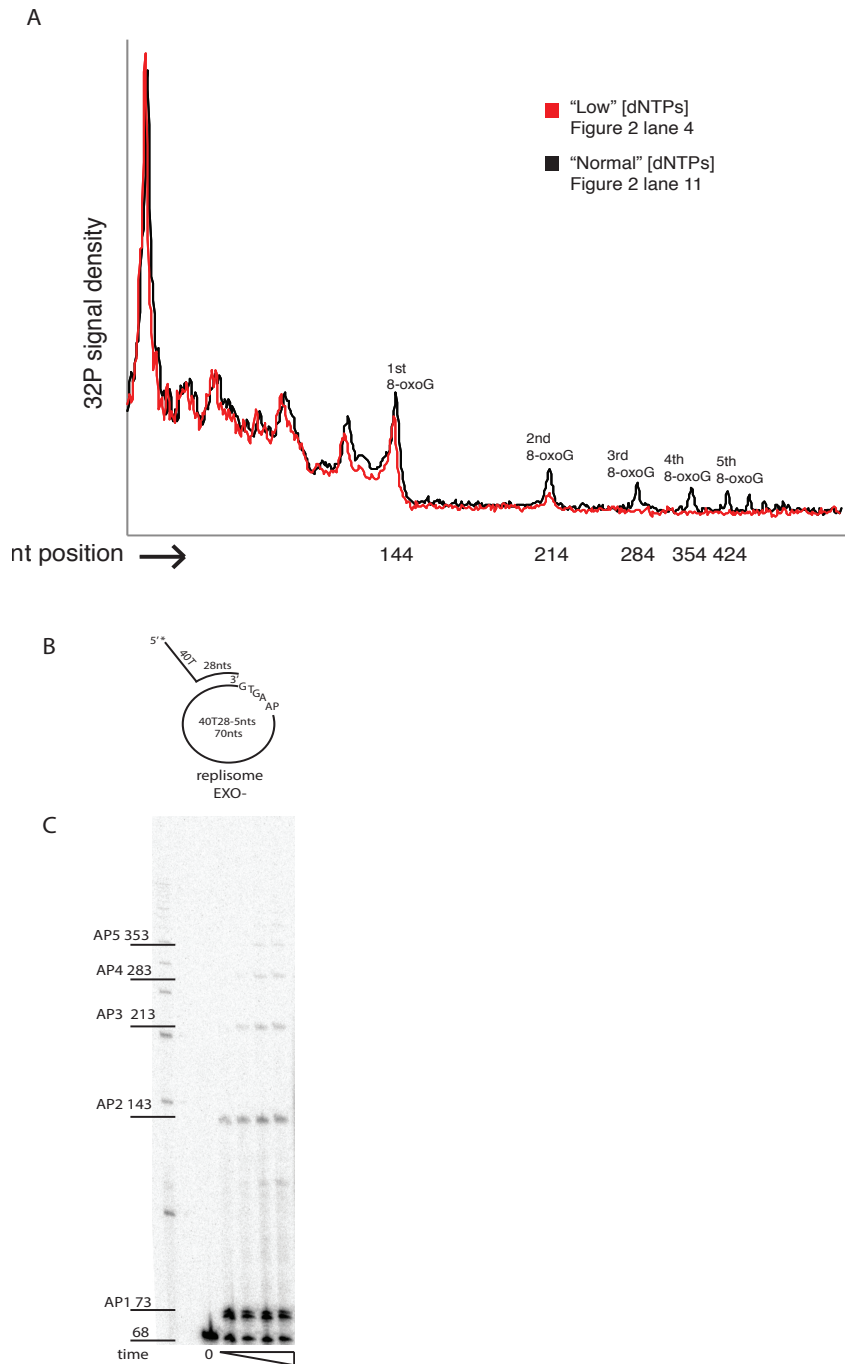 A
32P signal density
"Low" [dNTPs]
Figure 2 lane 4
"Normal" [dNTPs]
Figure 2 lane 11
1st
8-oxoG
2nd
8-oxoG
3rd
8-oxoG
4th
8-oxoG
5th
8-oxoG
nt position
144
214
284
354
424
B
5'*
40T
28nts
3'
G
T
G
A
AP
40T28-5nts
70nts
replisome
EXO-
C
AP5 353
AP4 283
AP3 213
AP2 143
AP1 73
68
time
0